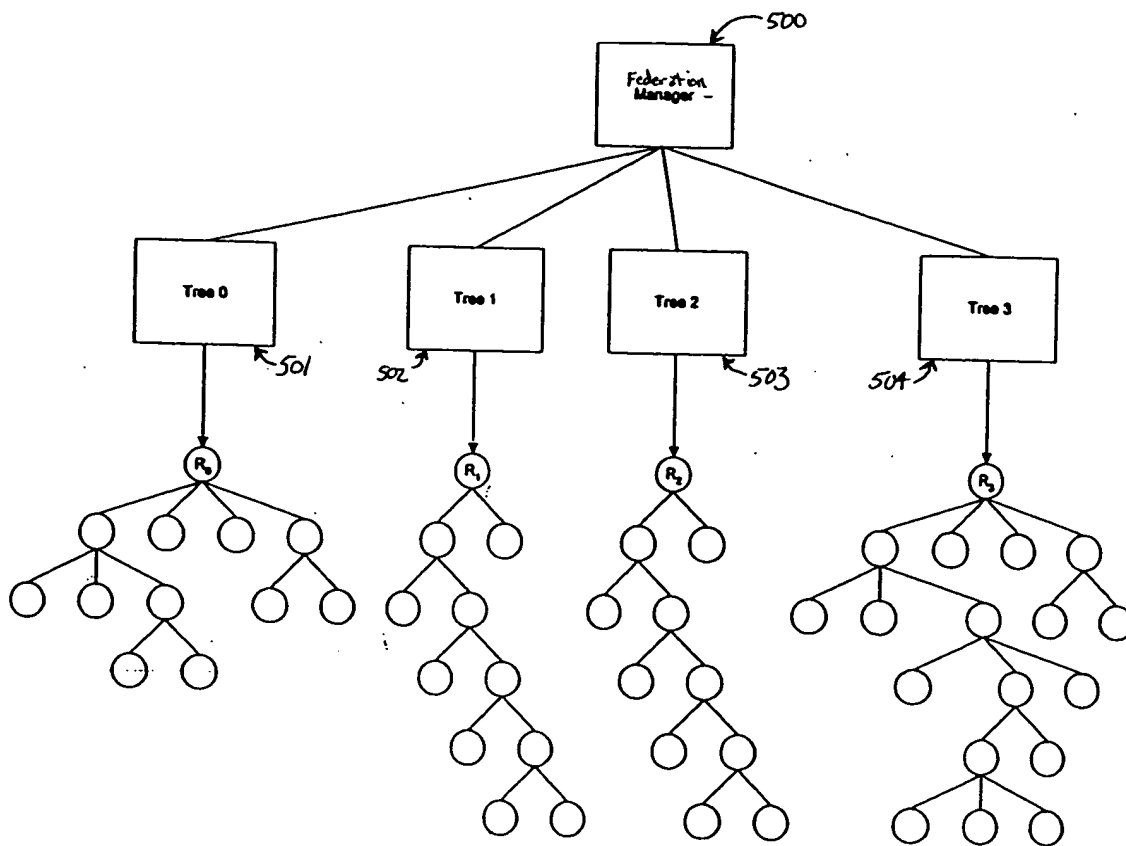 500
Federation
Manager
Tree 0
Tree 1
Tree 2
Tree 3
501
502
503
504
R₀
R₁
R₂
R₃